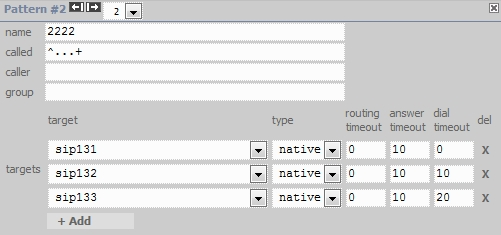 Pattern #2 2
name 2222
called ^...+
caller
group
target type routing timeout answer timeout dial timeout del
targets
sip131 native 0 10 0 X
sip132 native 0 10 10 X
sip133 native 0 10 20 X
+ Add